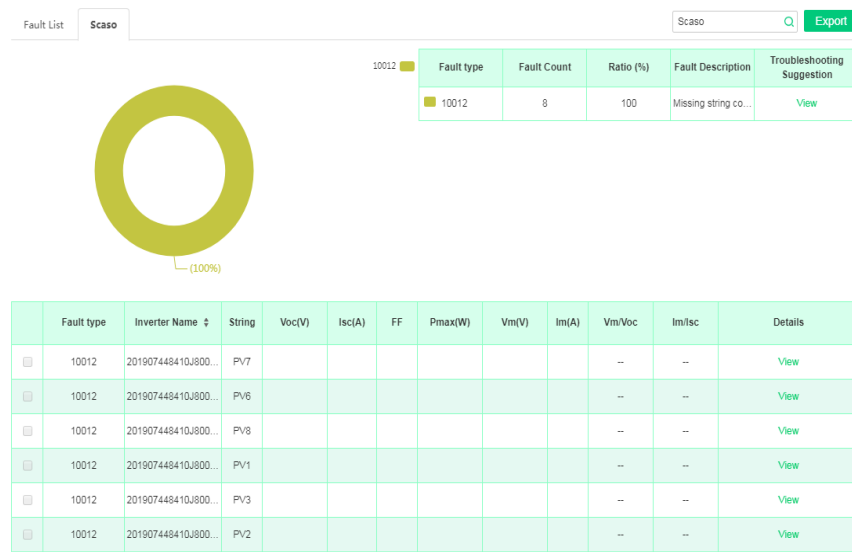 Fault List Scaso Scaso Export
10012
Fault type Fault Count Ratio (%) Fault Description Troubleshooting Suggestion
10012 8 100 Missing string co... View
(100%)
Fault type Inverter Name String Voc(V) Isc(A) FF Pmax(W) Vm(V) Im(A) Vm/Voc Im/Isc Details
10012 201907448410J800... PV7 -- -- View
10012 201907448410J800... PV6 -- -- View
10012 201907448410J800... PV8 -- -- View
10012 201907448410J800... PV1 -- -- View
10012 201907448410J800... PV3 -- -- View
10012 201907448410J800... PV2 -- -- View